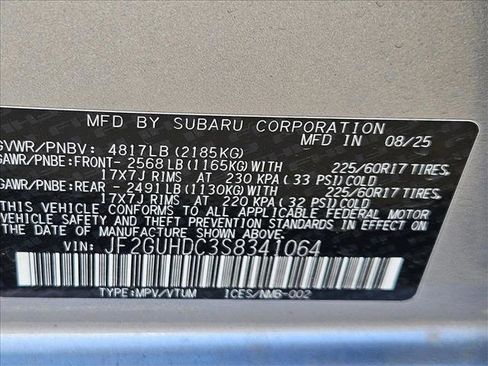 MFD BY SUBARU CORPORATION MFD IN 08/25
GVWR/PNBV: 4817LB (2185KG)
GAWR/PNBE:FRONT- 2568LB (1165KG)WITH 225/60R17 TIRES,
17X7J RIMS AT 230 KPA ( 33 PSI) COLD
GAWR/PNBE:REAR - 2491LB (1130KG)WITH 225/60R17 TIRES,
17X7J RIMS AT 220 KPA ( 32 PSI) COLD
THIS VEHICLE CONFORMS TO ALL APPLICABLE FEDERAL MOTOR
VEHICLE SAFETY AND THEFT PREVENTION STANDARDS IN EFFECT ON
THE DATE OF MANUFACTURE SHOWN ABOVE.
VIN: JF2GUHDC3S8341064
TYPE:MPV/VTUM 1CES/NM6-002